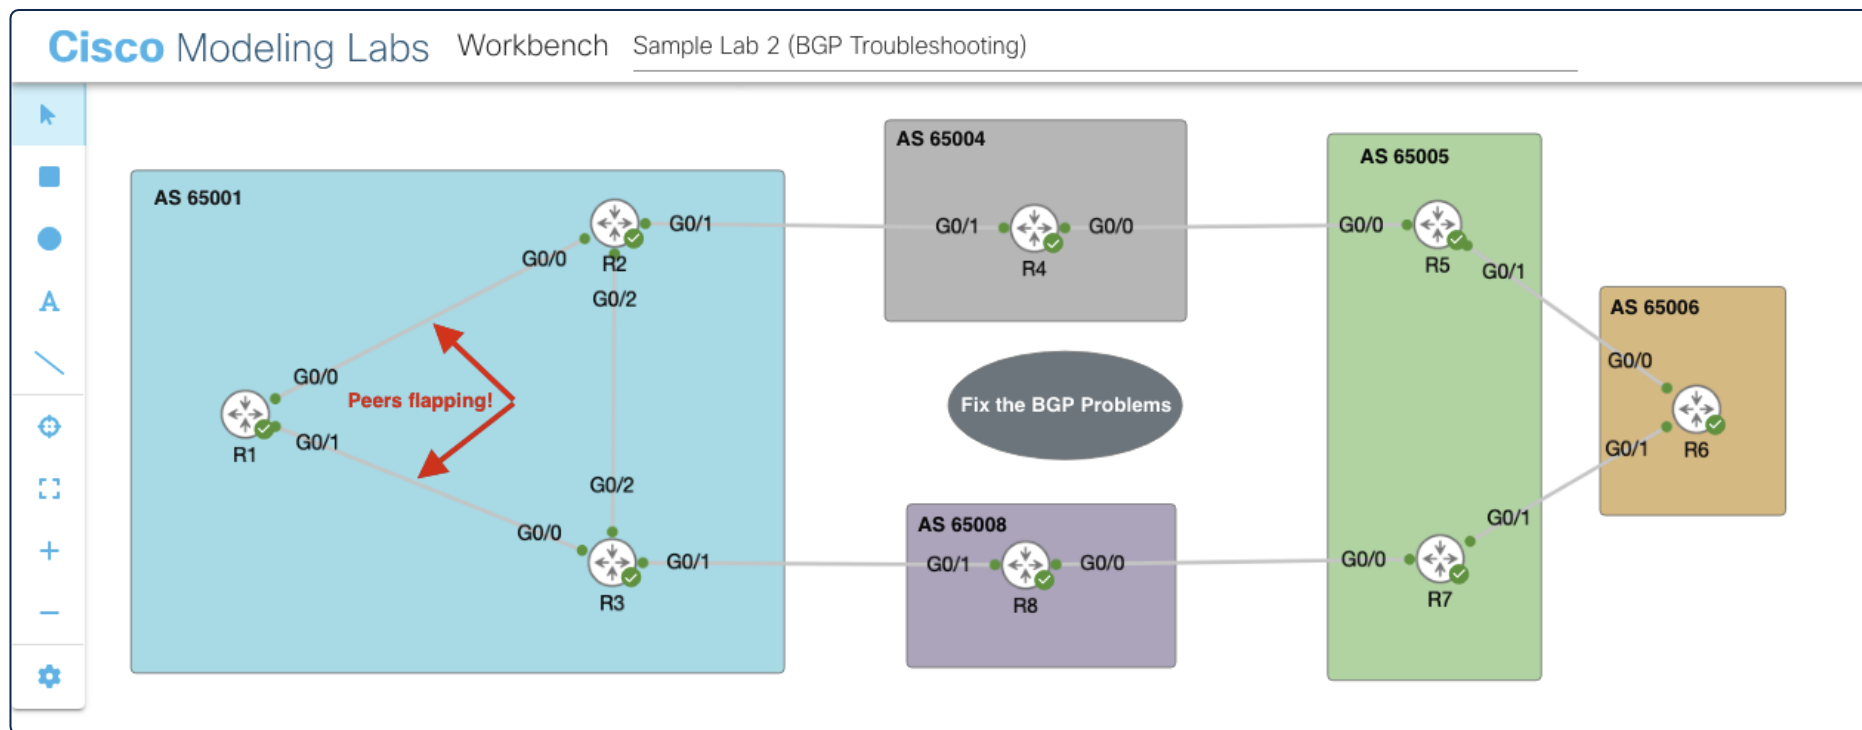 Cisco Modeling Labs Workbench Sample Lab 2 (BGP Troubleshooting)
A
AS 65001
R2
G0/0
G0/1
G0/2
R1
G0/0
G0/1
Peers flapping!
G0/2
G0/0
G0/1
R3
AS 65004
G0/1
G0/0
R4
Fix the BGP Problems
AS 65008
G0/1
G0/0
R8
AS 65005
G0/0
R5
G0/1
G0/1
G0/0
R7
AS 65006
G0/0
G0/1
R6